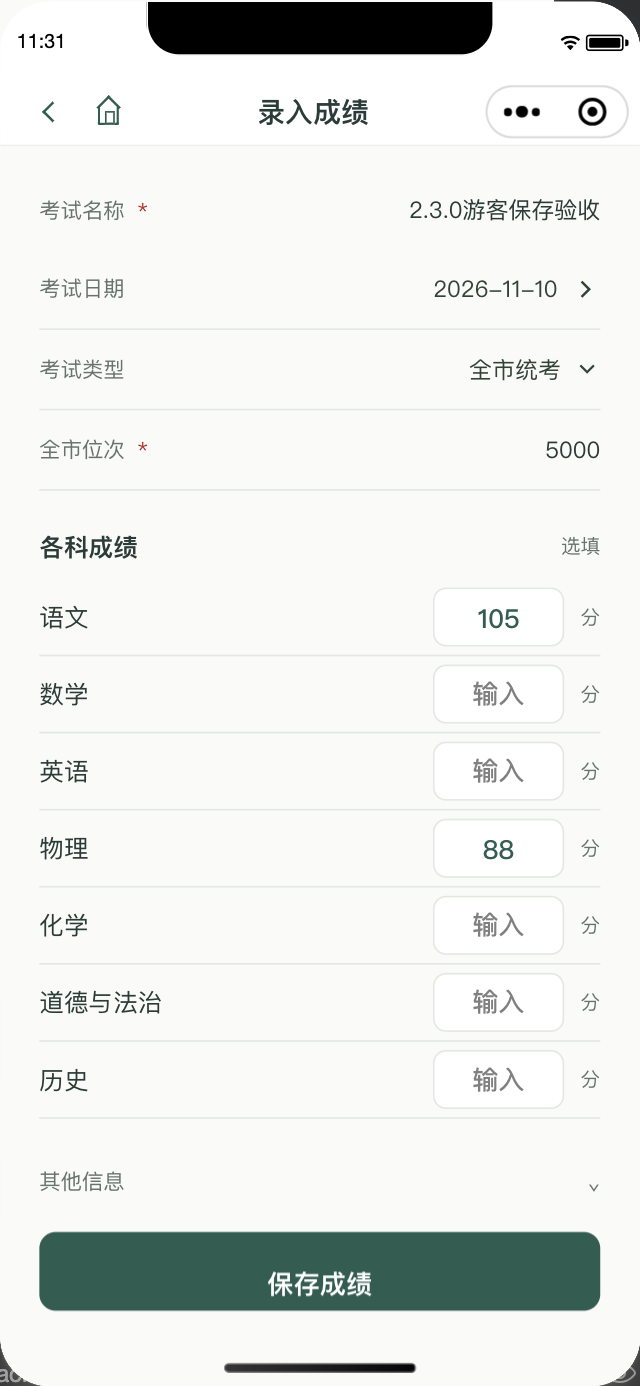 11:31
录入成绩
考试名称 * 2.3.0游客保存验收
考试日期 2026-11-10
考试类型 全市统考
全市位次 * 5000
各科成绩 选填
语文 105 分
数学 输入 分
英语 输入 分
物理 88 分
化学 输入 分
道德与法治 输入 分
历史 输入 分
其他信息
保存成绩